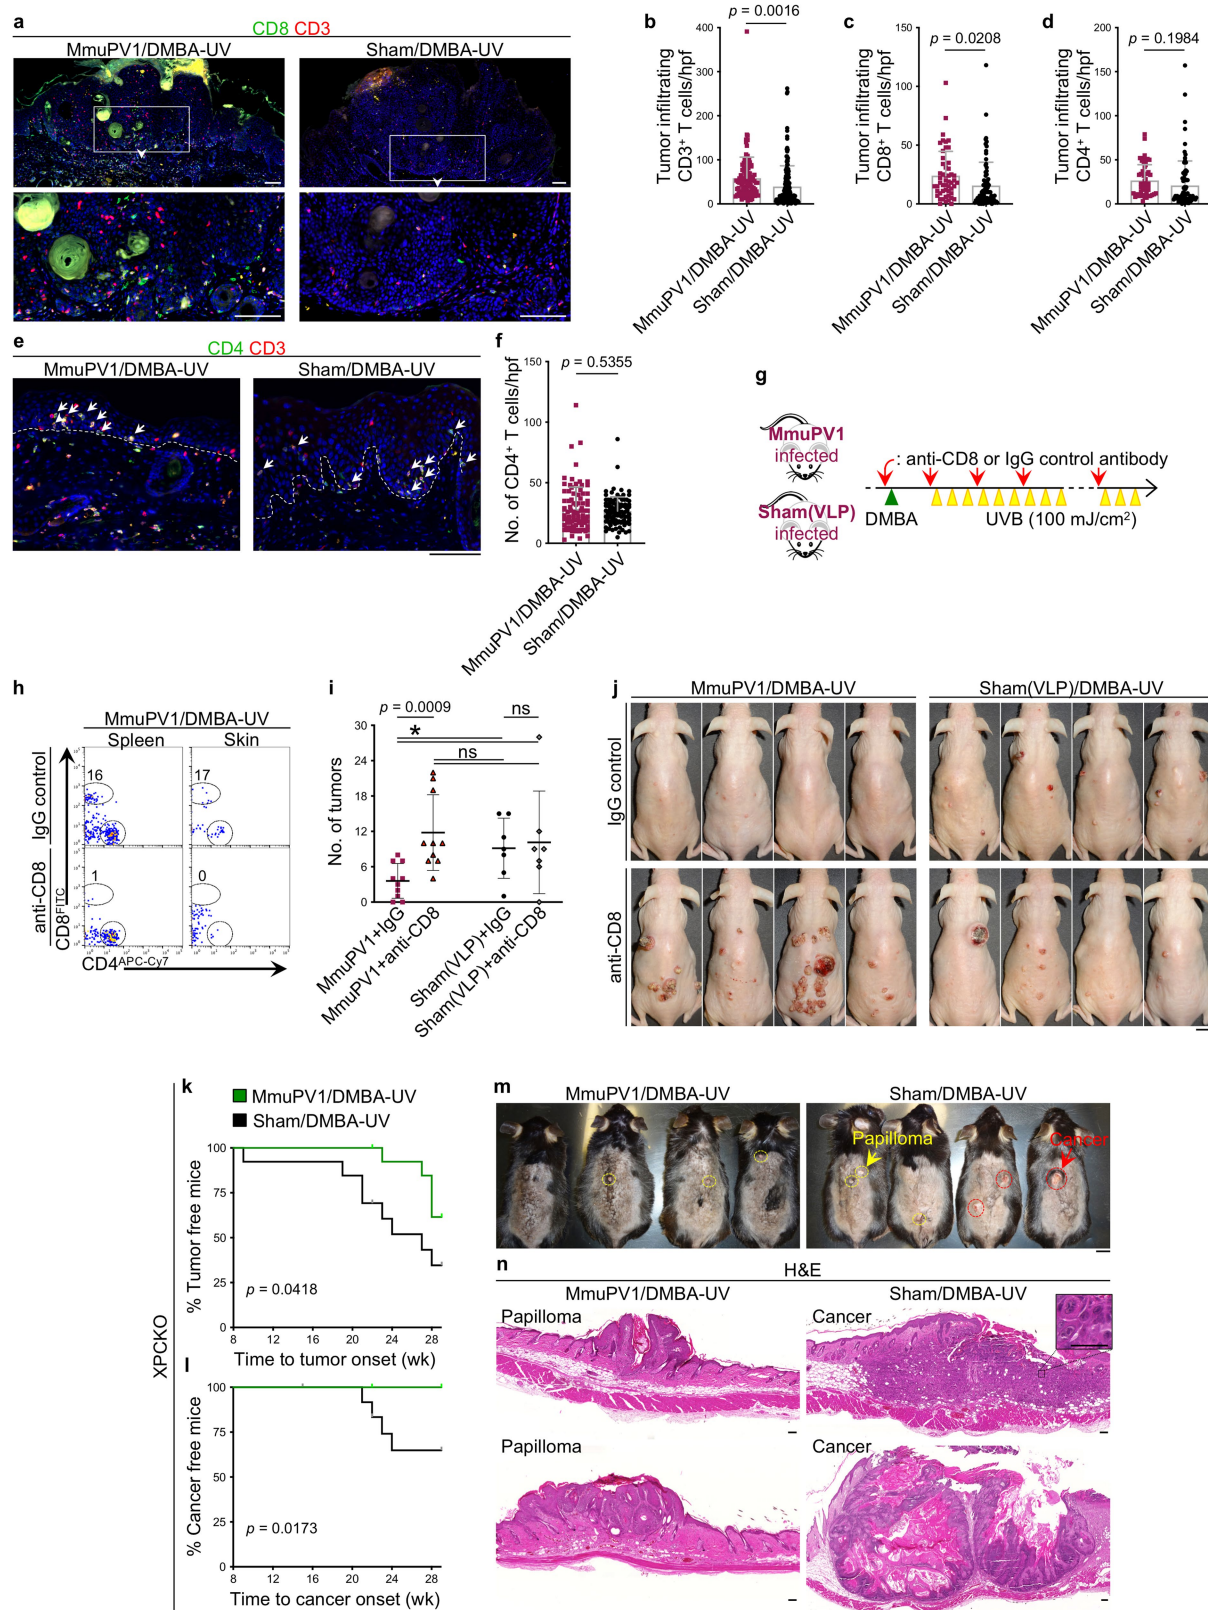 a
CD8 CD3
MmuPV1/DMBA-UV
Sham/DMBA-UV
b
p = 0.0016
Tumor infiltrating
CD3⁺ T cells/hpf
400
300
200
100
0
MmuPV1/DMBA-UV
Sham/DMBA-UV
c
p = 0.0208
Tumor infiltrating
CD8⁺ T cells/hpf
150
100
50
0
MmuPV1/DMBA-UV
Sham/DMBA-UV
d
p = 0.1984
Tumor infiltrating
CD4⁺ T cells/hpf
200
150
100
50
0
MmuPV1/DMBA-UV
Sham/DMBA-UV
e
CD4 CD3
MmuPV1/DMBA-UV
Sham/DMBA-UV
f
p = 0.5355
No. of CD4⁺ T cells/hpf
150
100
50
0
MmuPV1/DMBA-UV
Sham/DMBA-UV
g
MmuPV1
infected
Sham(VLP)
infected
: anti-CD8 or IgG control antibody
DMBA
UVB (100 mJ/cm²)
h
MmuPV1/DMBA-UV
Spleen
Skin
IgG control
anti-CD8
CD8FITC
16
17
1
0
CD4APC-Cy7
i
p = 0.0009
ns
*
ns
No. of tumors
30
24
18
12
6
0
MmuPV1+IgG
MmuPV1+anti-CD8
Sham(VLP)+IgG
Sham(VLP)+anti-CD8
j
MmuPV1/DMBA-UV
Sham(VLP)/DMBA-UV
IgG control
anti-CD8
XPCKO
k
MmuPV1/DMBA-UV
Sham/DMBA-UV
% Tumor free mice
100
75
50
25
0
p = 0.0418
8 12 16 20 24 28
Time to tumor onset (wk)
l
% Cancer free mice
100
75
50
25
0
p = 0.0173
8 12 16 20 24 28
Time to cancer onset (wk)
m
MmuPV1/DMBA-UV
Sham/DMBA-UV
Papilloma
Cancer
n
H&E
MmuPV1/DMBA-UV
Sham/DMBA-UV
Papilloma
Cancer
Papilloma
Cancer